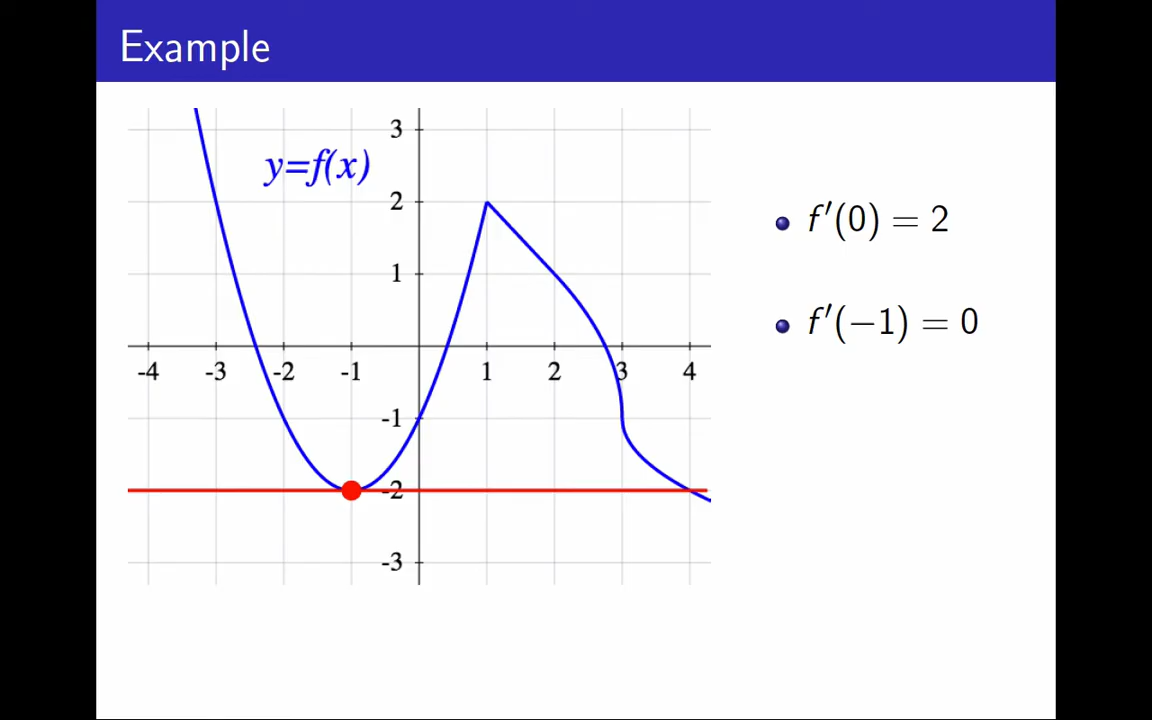 Example
y=f(x)
3
2
1
-4 -3 -2 -1 1 2 3 4
-1
-2
-3
f′(0) = 2
f′(−1) = 0